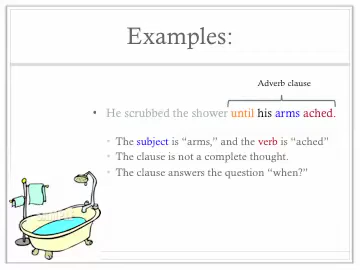 Examples:
Adverb clause
• He scrubbed the shower until his arms ached.
• The subject is “arms,” and the verb is “ached”
• The clause is not a complete thought.
• The clause answers the question “when?”